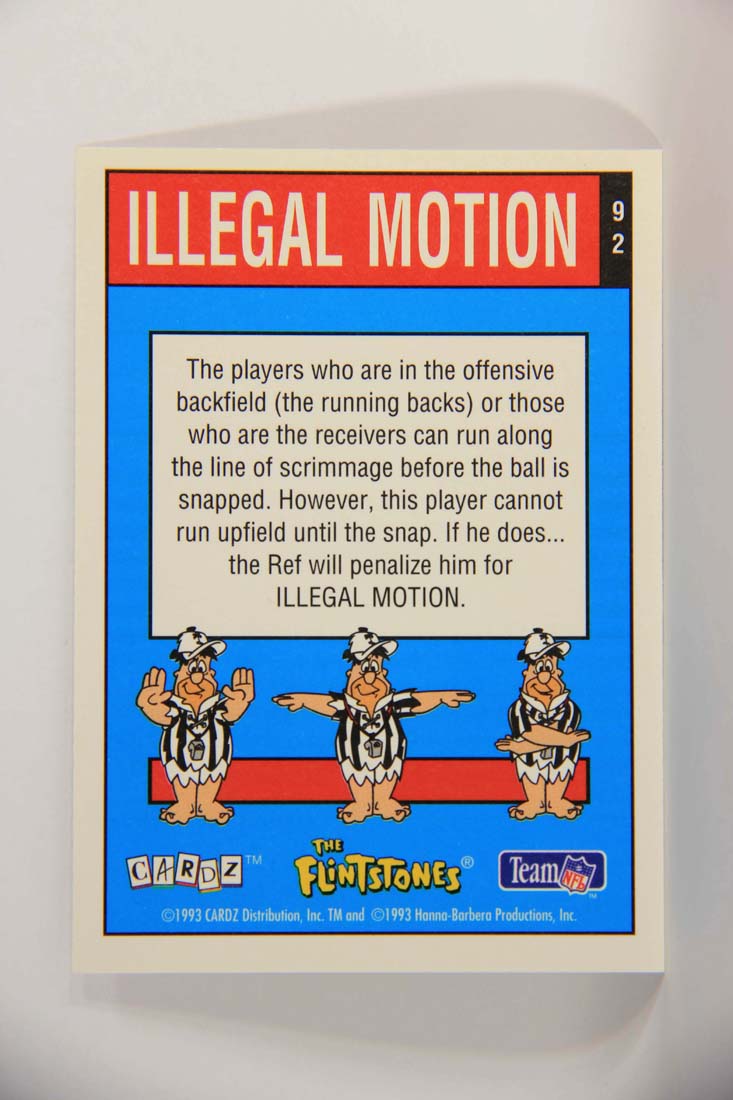 ILLEGAL MOTION
9
2
The players who are in the offensive
backfield (the running backs) or those
who are the receivers can run along
the line of scrimmage before the ball is
snapped. However, this player cannot
run upfield until the snap. If he does...
the Ref will penalize him for
ILLEGAL MOTION.
CARDZ™
THE
FLINTSTONES®
Team NFL™
©1993 CARDZ Distribution, Inc. TM and ©1993 Hanna-Barbera Productions, Inc.